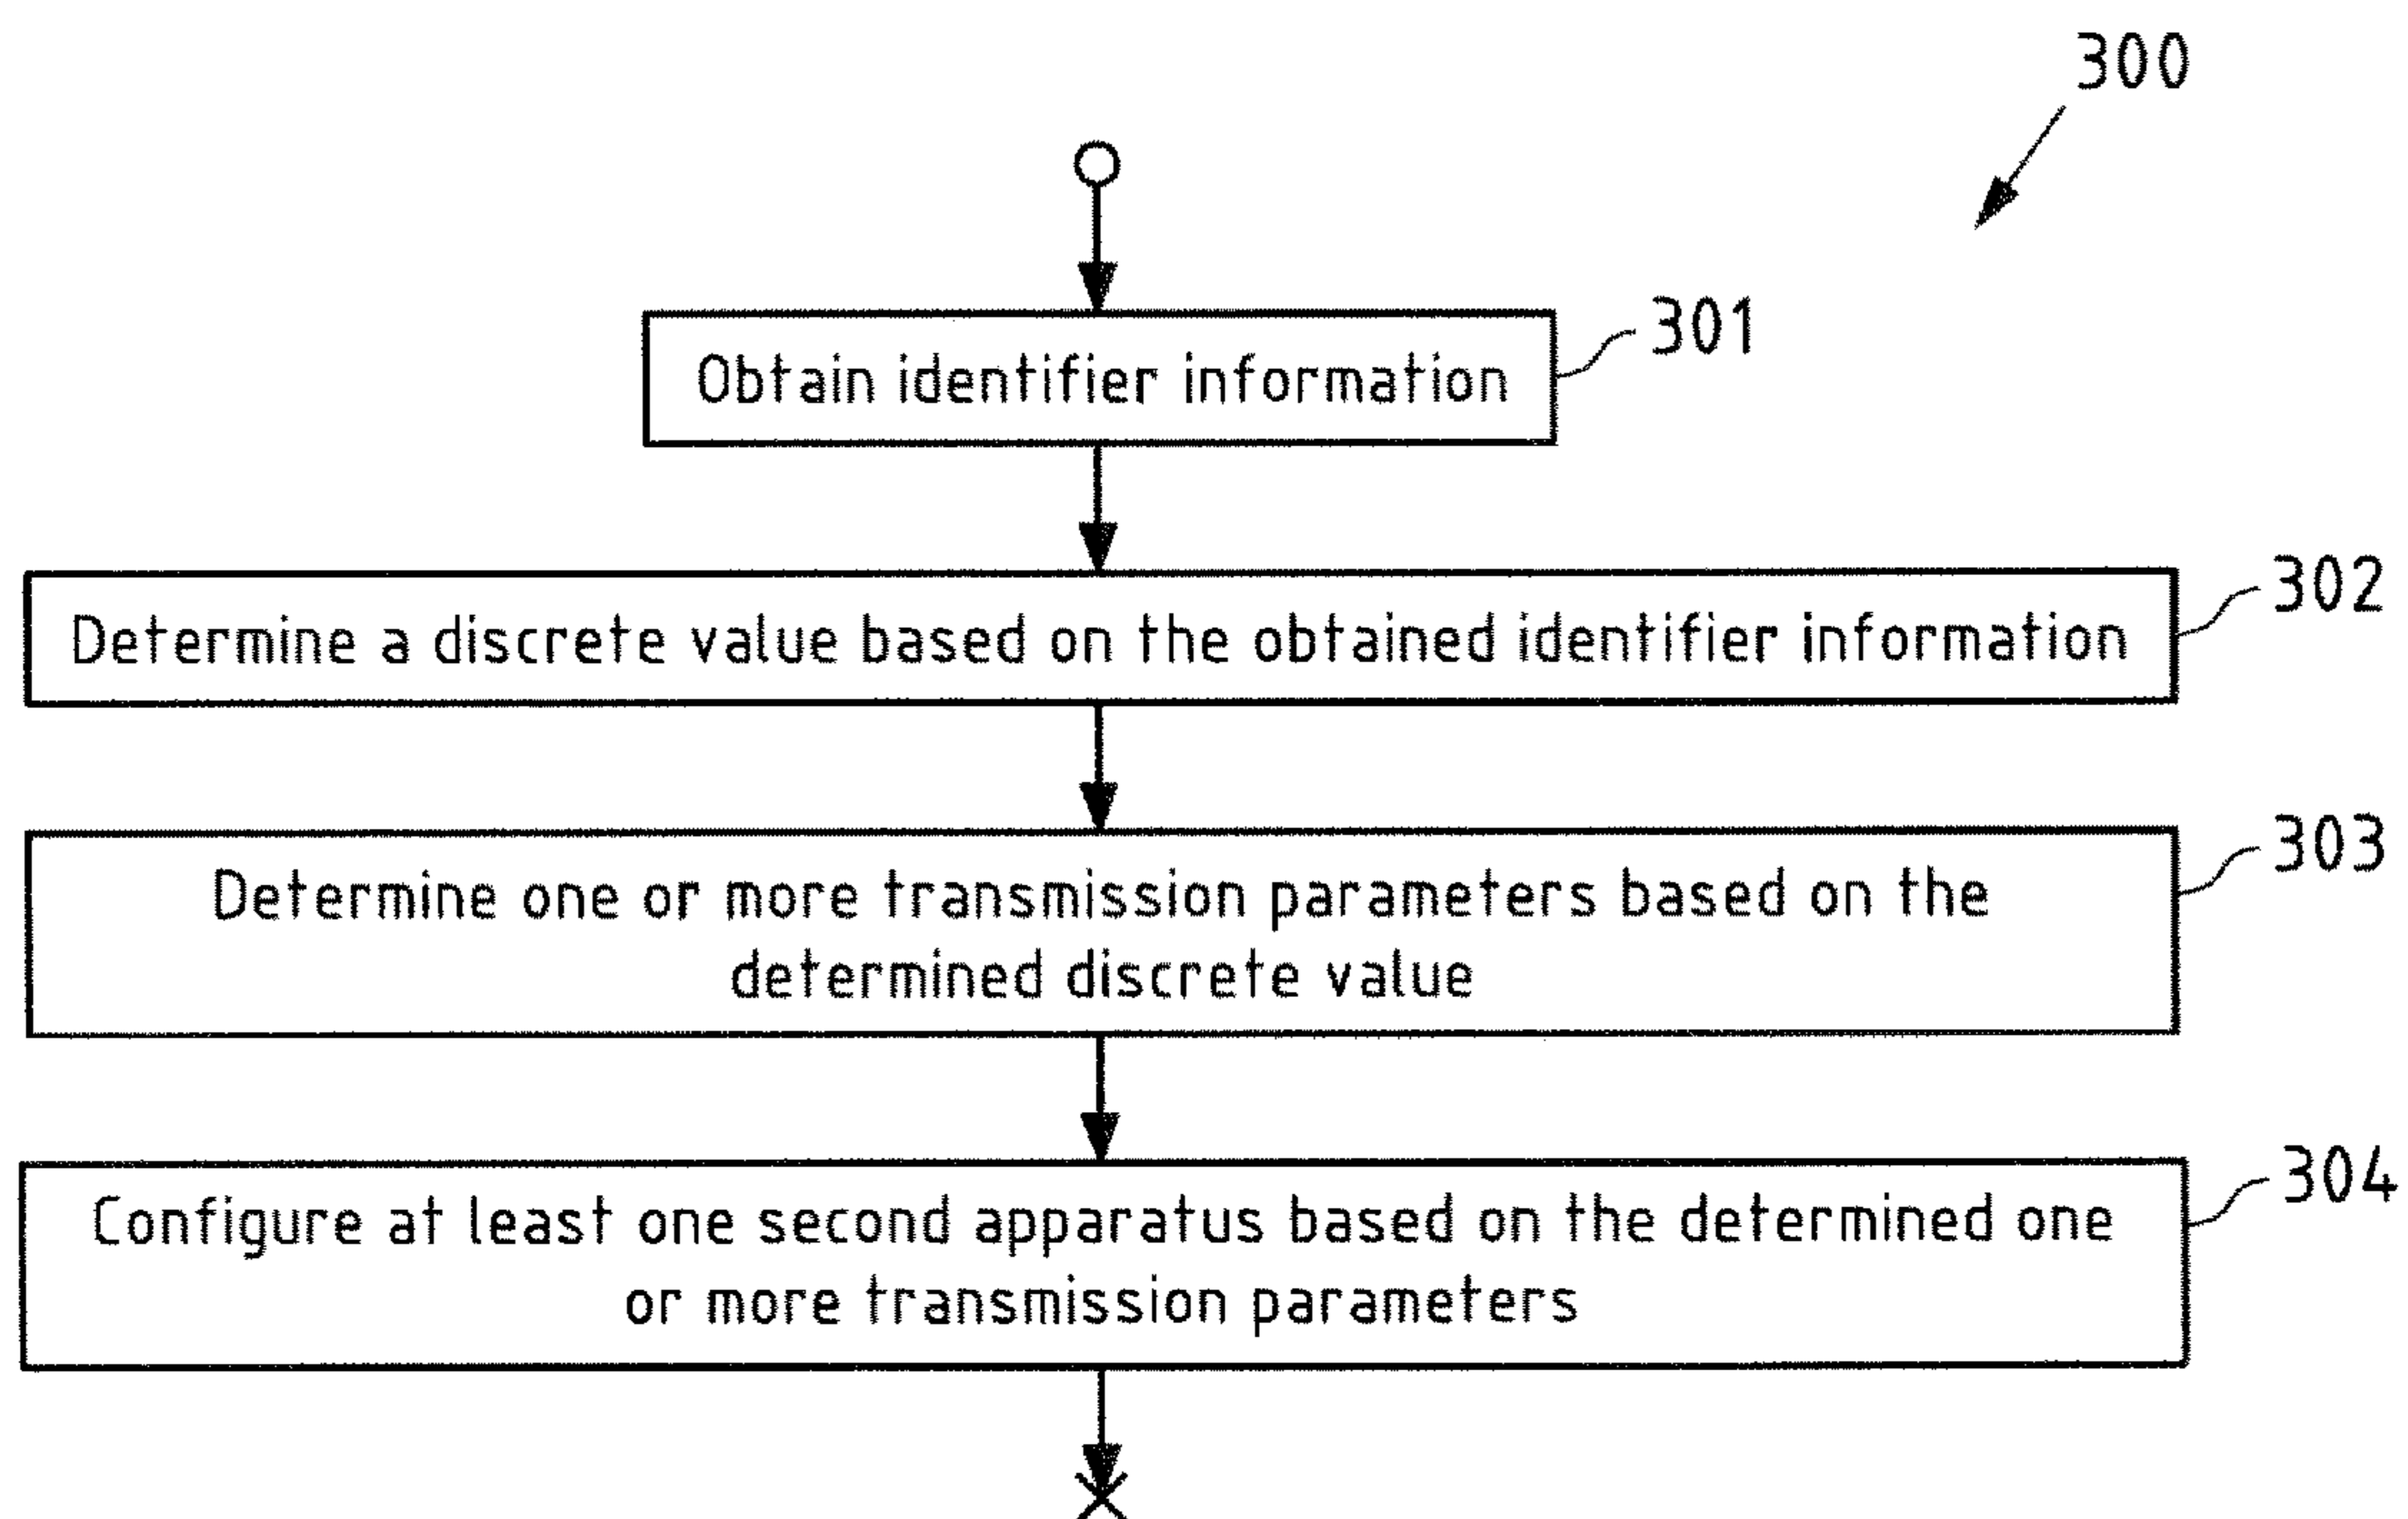 300
Obtain identifier information
301
Determine a discrete value based on the obtained identifier information
302
Determine one or more transmission parameters based on the
determined discrete value
303
Configure at least one second apparatus based on the determined one
or more transmission parameters
304